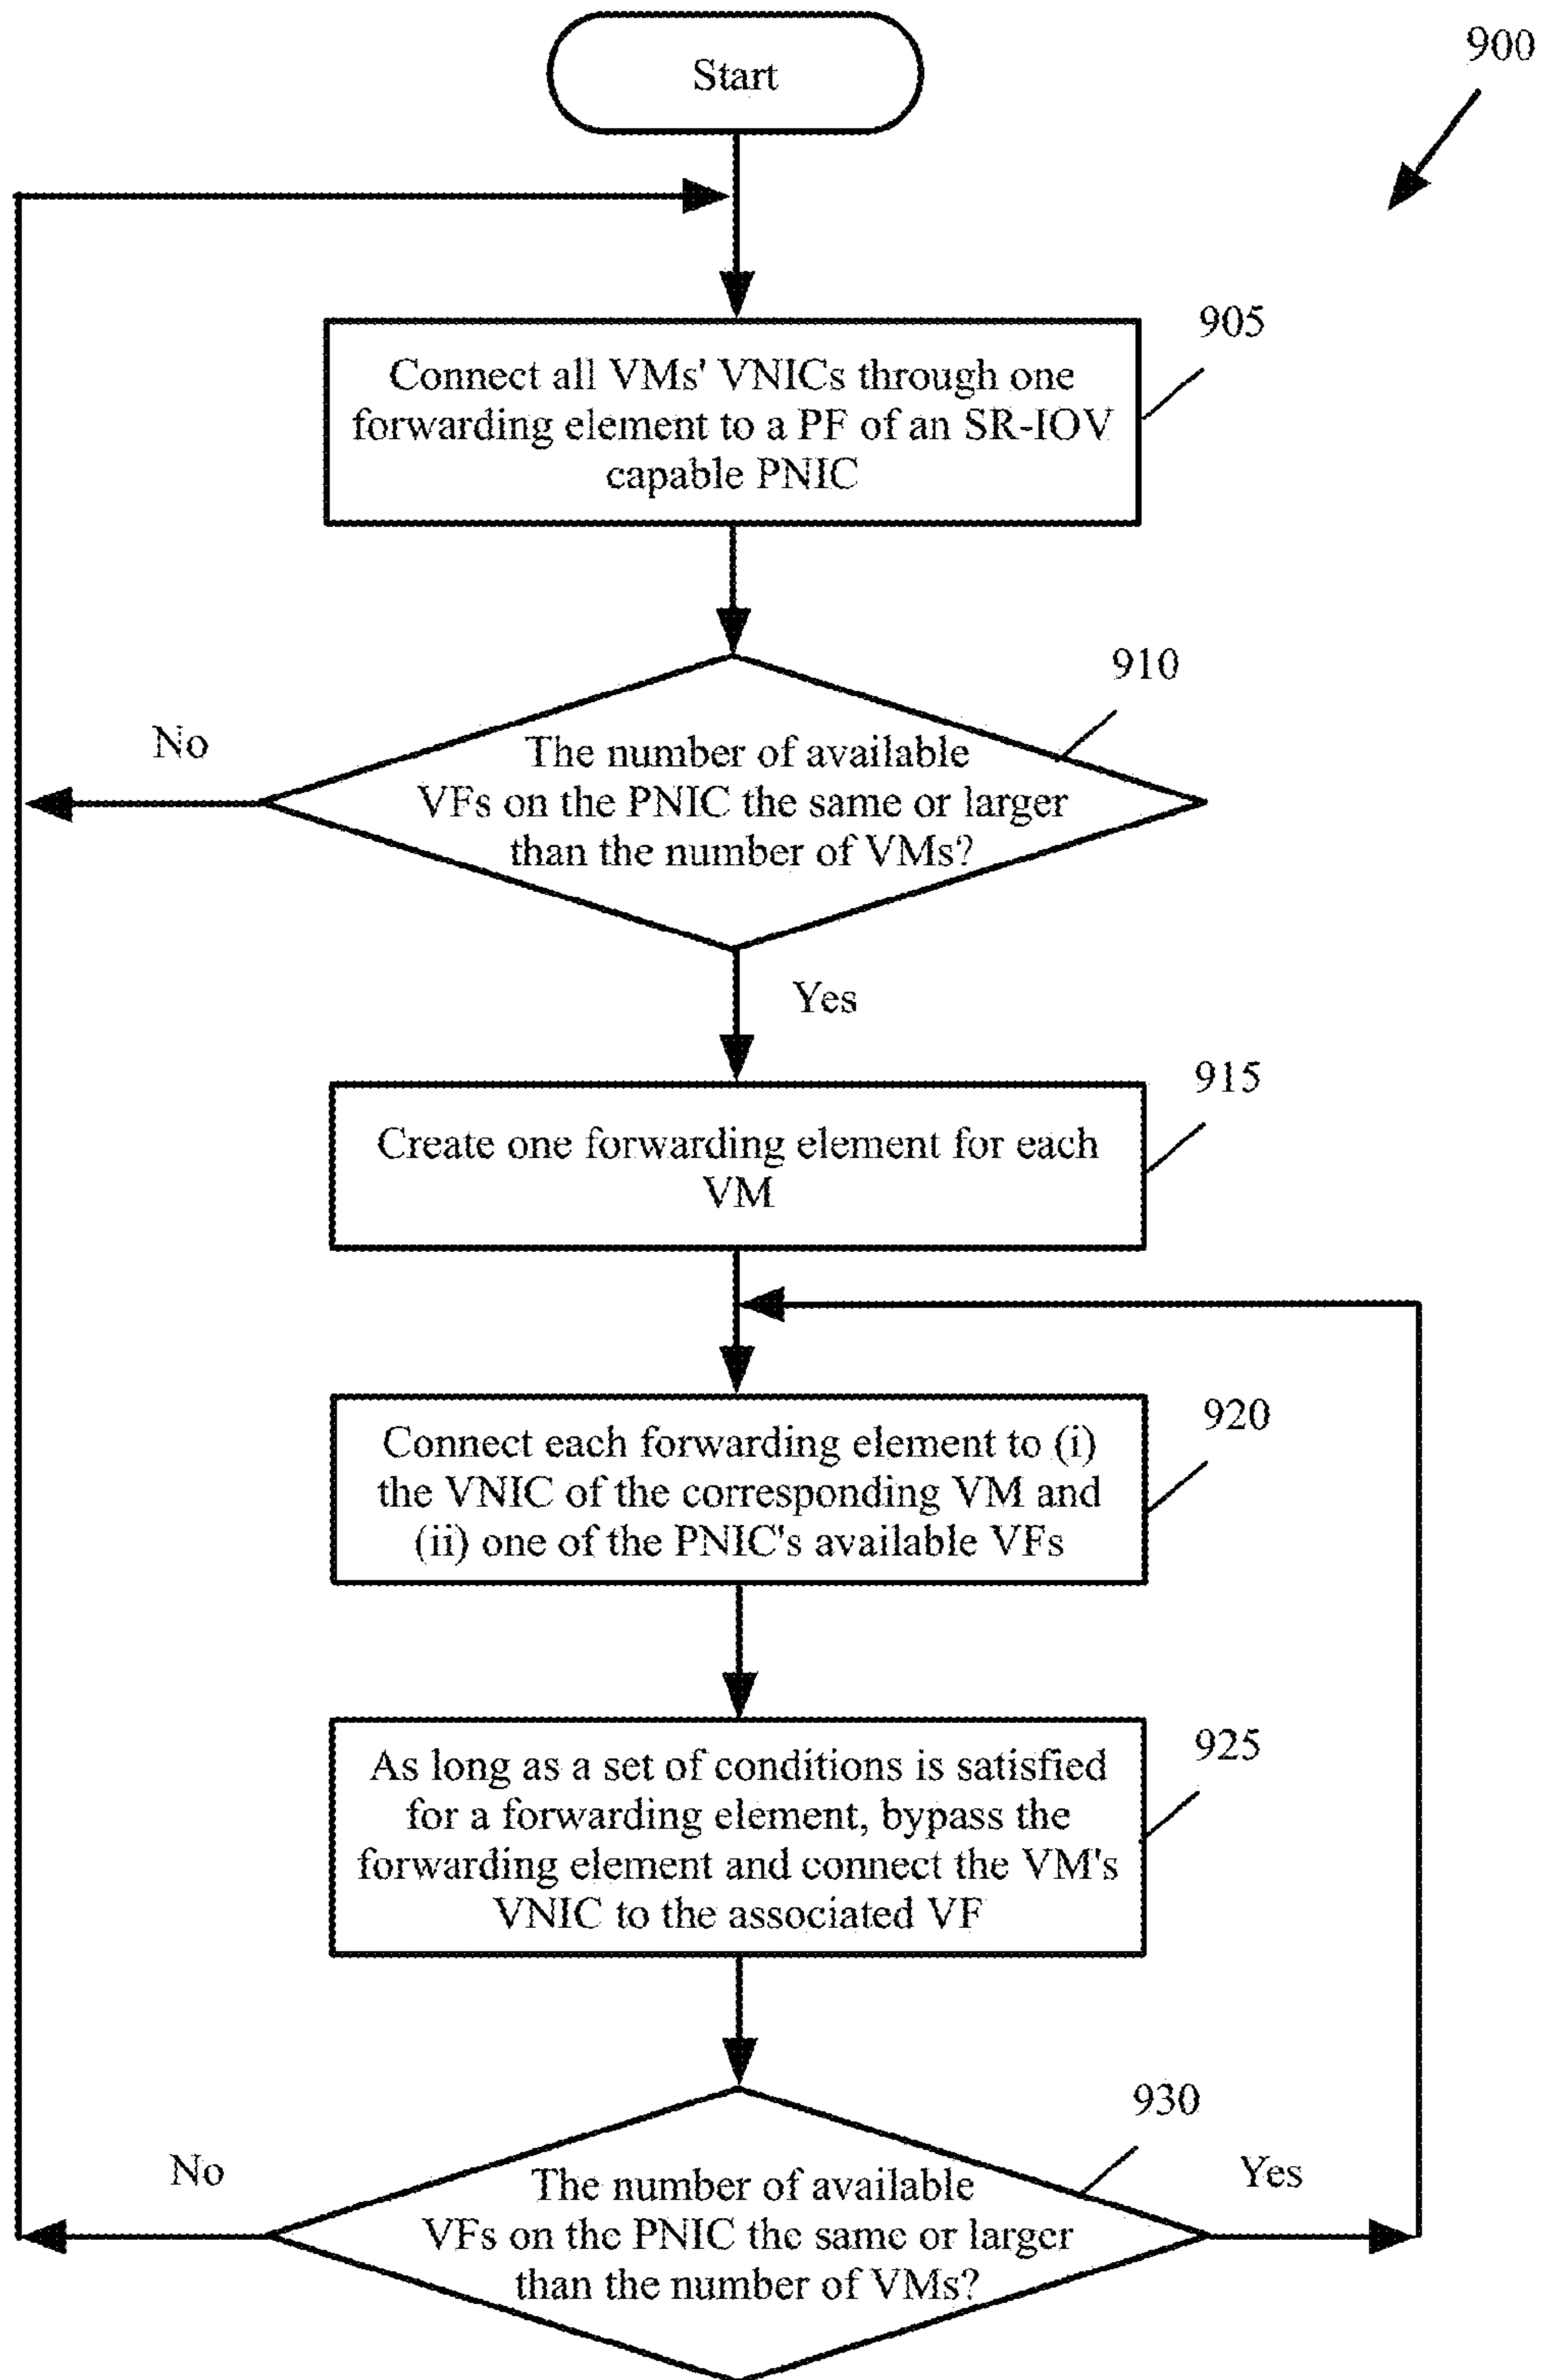 Start
900
905
Connect all VMs' VNICs through one
forwarding element to a PF of an SR-IOV
capable PNIC
910
No
The number of available
VFs on the PNIC the same or larger
than the number of VMs?
Yes
915
Create one forwarding element for each
VM
920
Connect each forwarding element to (i)
the VNIC of the corresponding VM and
(ii) one of the PNIC's available VFs
925
As long as a set of conditions is satisfied
for a forwarding element, bypass the
forwarding element and connect the VM's
VNIC to the associated VF
930
No
Yes
The number of available
VFs on the PNIC the same or larger
than the number of VMs?